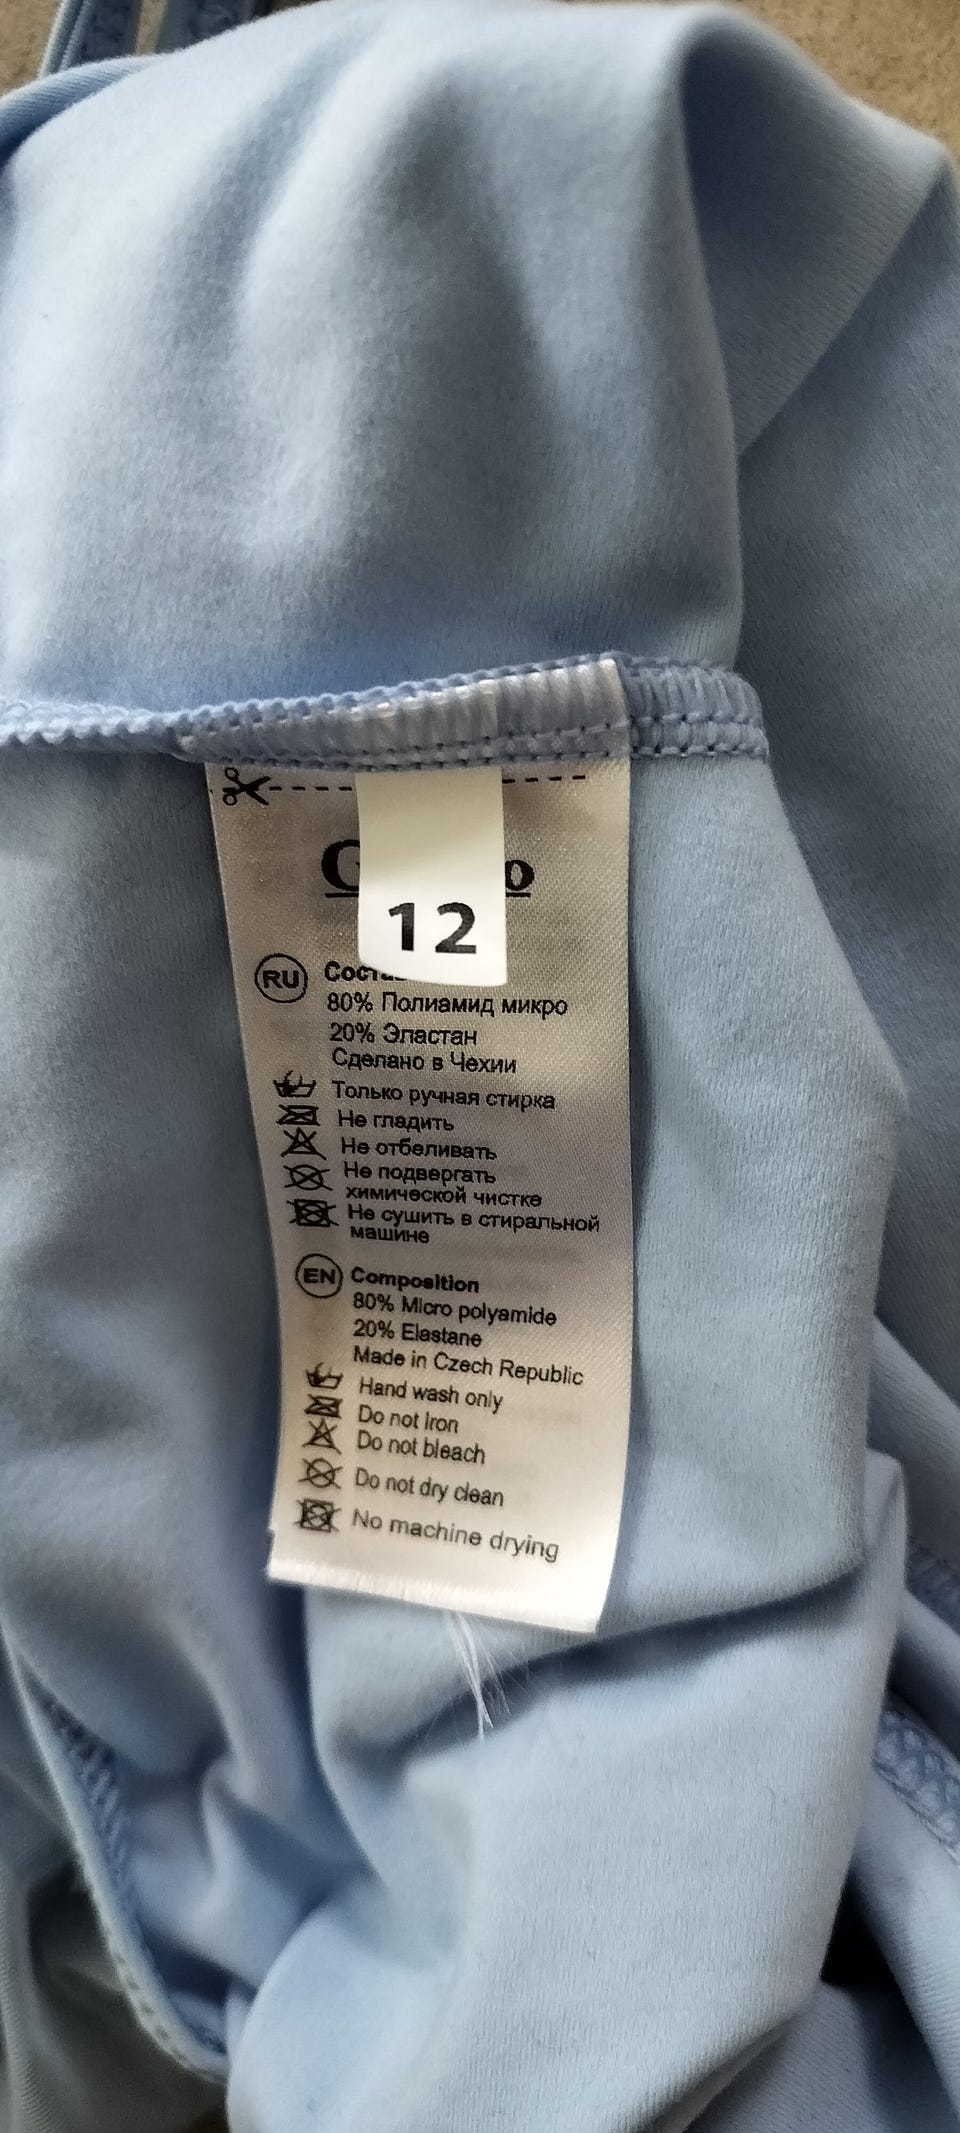 12
RU
80% Полиамид микро
20% Эластан
Сделано в Чехии
Только ручная стирка
Не гладить
Не отбеливать
Не подвергать
химической чистке
Не сушить в стиральной
машине
EN Composition
80% Micro polyamide
20% Elastane
Made in Czech Republic
Hand wash only
Do not Iron
Do not bleach
Do not dry clean
No machine drying